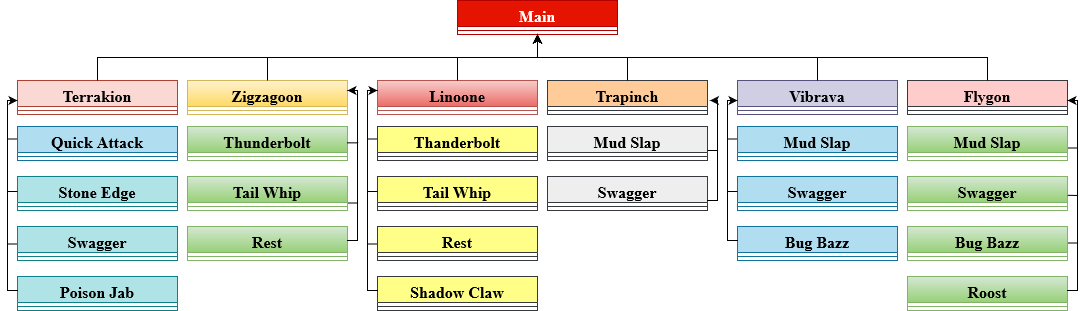 Main
Terrakion
Quick Attack
Stone Edge
Swagger
Poison Jab
Zigzagoon
Thunderbolt
Tail Whip
Rest
Linoone
Thanderbolt
Tail Whip
Rest
Shadow Claw
Trapinch
Mud Slap
Swagger
Vibrava
Mud Slap
Swagger
Bug Bazz
Flygon
Mud Slap
Swagger
Bug Bazz
Roost